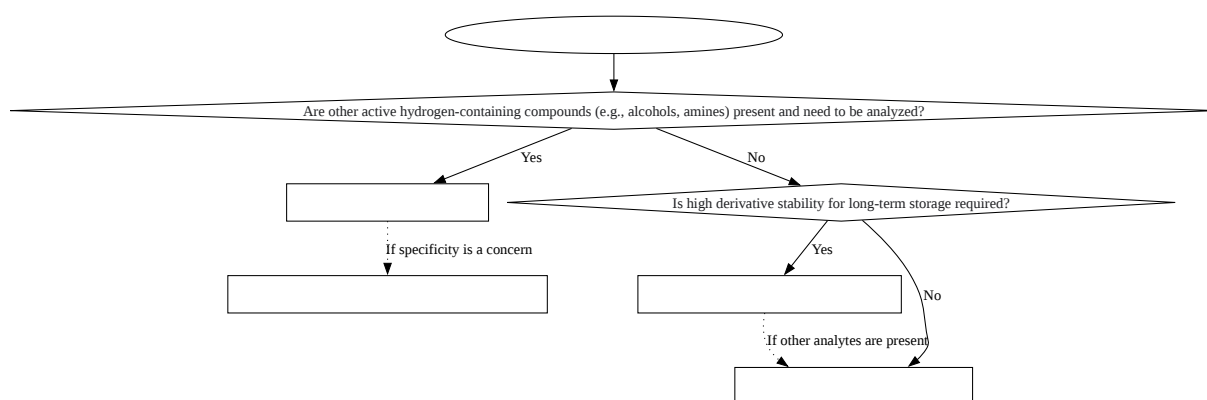 Are other active hydrogen-containing compounds (e.g., alcohols, amines) present and need to be analyzed?
Yes
No
Is high derivative stability for long-term storage required?
If specificity is a concern
Yes
No
If other analytes are present